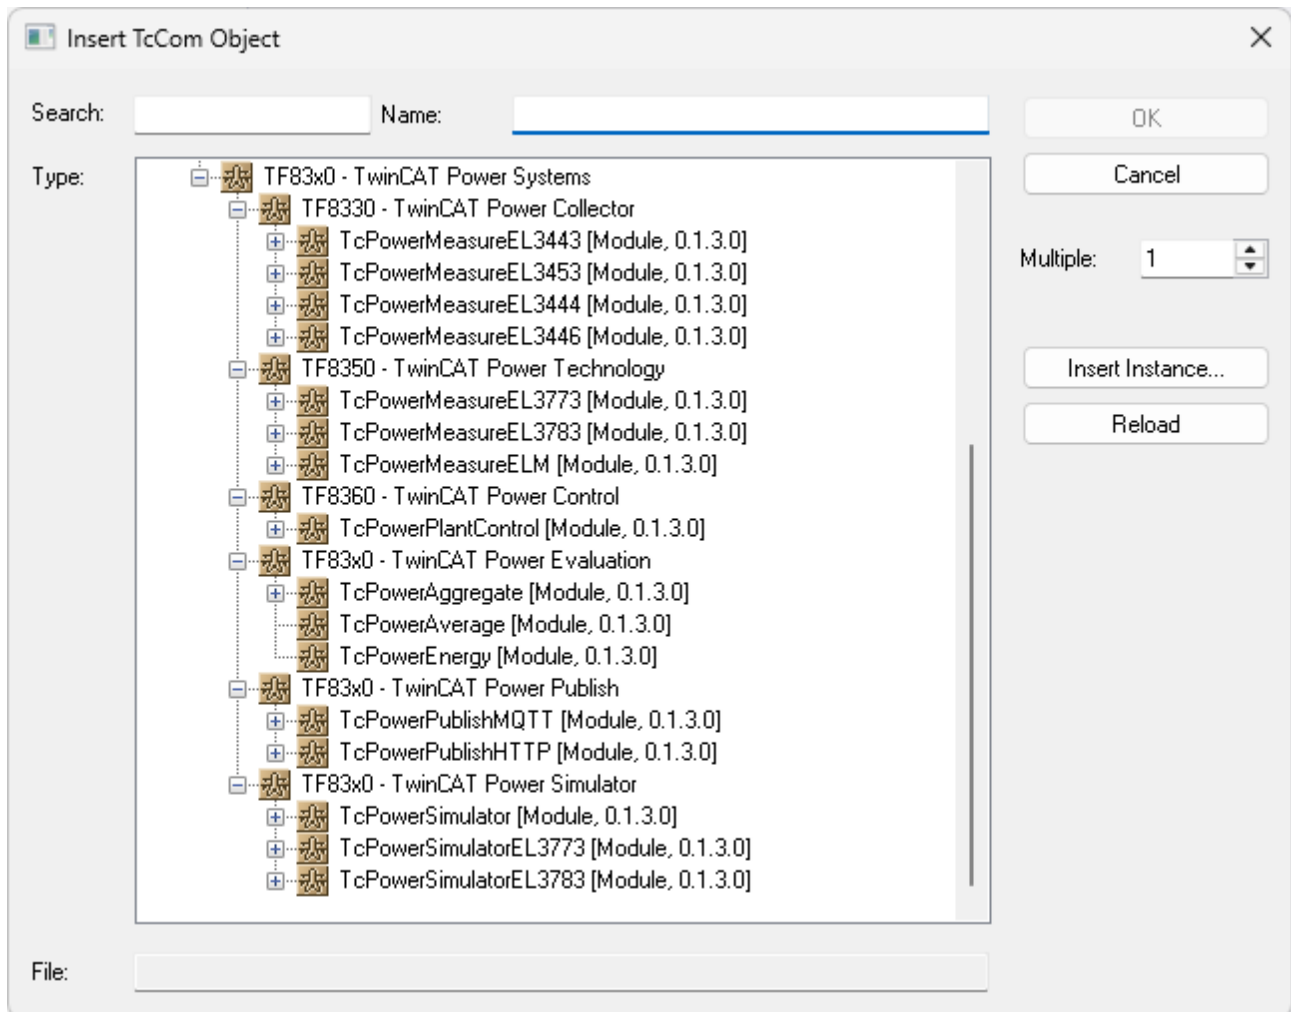 Insert TcCom Object
Search:
Name:
OK
Type:
TF83x0 - TwinCAT Power Systems
Cancel
TF8330 - TwinCAT Power Collector
TcPowerMeasureEL3443 [Module, 0.1.3.0]
Multiple:
1
TcPowerMeasureEL3453 [Module, 0.1.3.0]
TcPowerMeasureEL3444 [Module, 0.1.3.0]
TcPowerMeasureEL3446 [Module, 0.1.3.0]
TF8350 - TwinCAT Power Technology
Insert Instance...
TcPowerMeasureEL3773 [Module, 0.1.3.0]
Reload
TcPowerMeasureEL3783 [Module, 0.1.3.0]
TcPowerMeasureELM [Module, 0.1.3.0]
TF8360 - TwinCAT Power Control
TcPowerPlantControl [Module, 0.1.3.0]
TF83x0 - TwinCAT Power Evaluation
TcPowerAggregate [Module, 0.1.3.0]
TcPowerAverage [Module, 0.1.3.0]
TcPowerEnergy [Module, 0.1.3.0]
TF83x0 - TwinCAT Power Publish
TcPowerPublishMQTT [Module, 0.1.3.0]
TcPowerPublishHTTP [Module, 0.1.3.0]
TF83x0 - TwinCAT Power Simulator
TcPowerSimulator [Module, 0.1.3.0]
TcPowerSimulatorEL3773 [Module, 0.1.3.0]
TcPowerSimulatorEL3783 [Module, 0.1.3.0]
File: